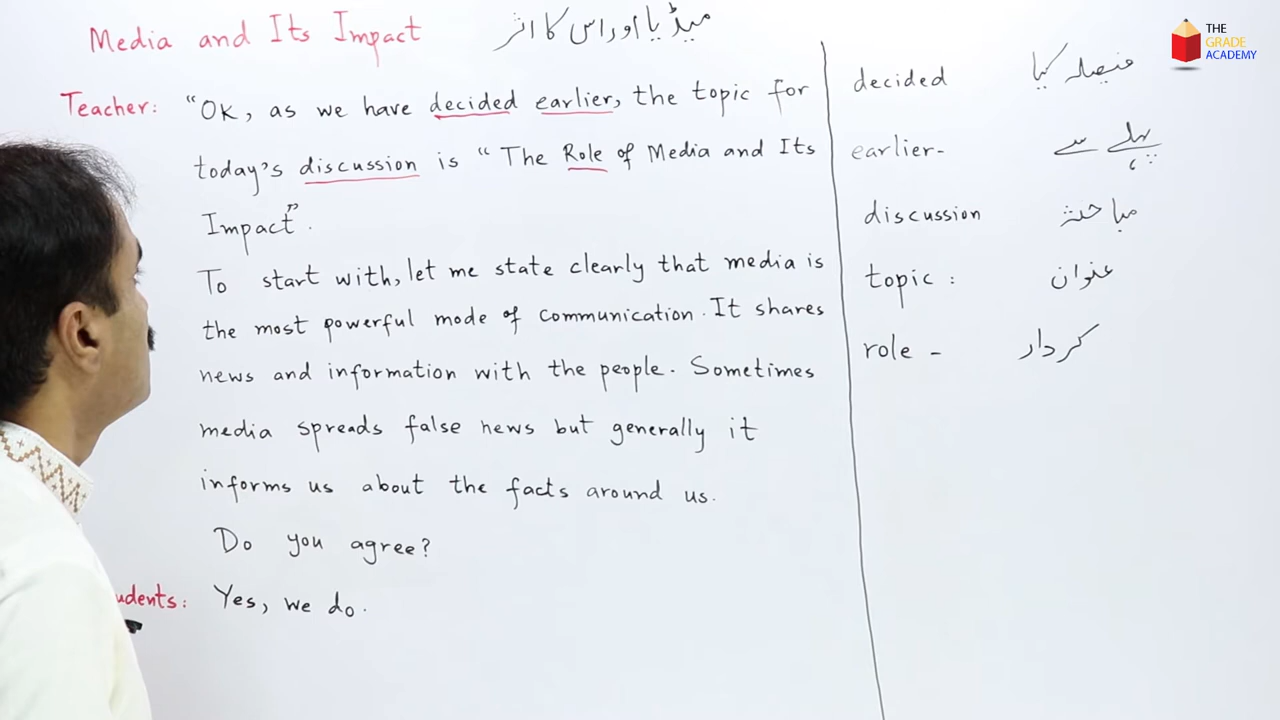 Media and Its Impact میڈیا اور اس کا اثر
THE
GRADE
ACADEMY
Teacher: "Ok, as we have decided earlier, the topic for
today's discussion is "The Role of Media and Its
Impact".
To start with, let me state clearly that media is
the most powerful mode of communication. It shares
news and information with the people. Sometimes
media spreads false news but generally it
informs us about the facts around us.
Do you agree?
udents: Yes, we do.
decided فیصلہ کیا
earlier- پہلے سے
discussion مباحثہ
topic : عنوان
role - کردار